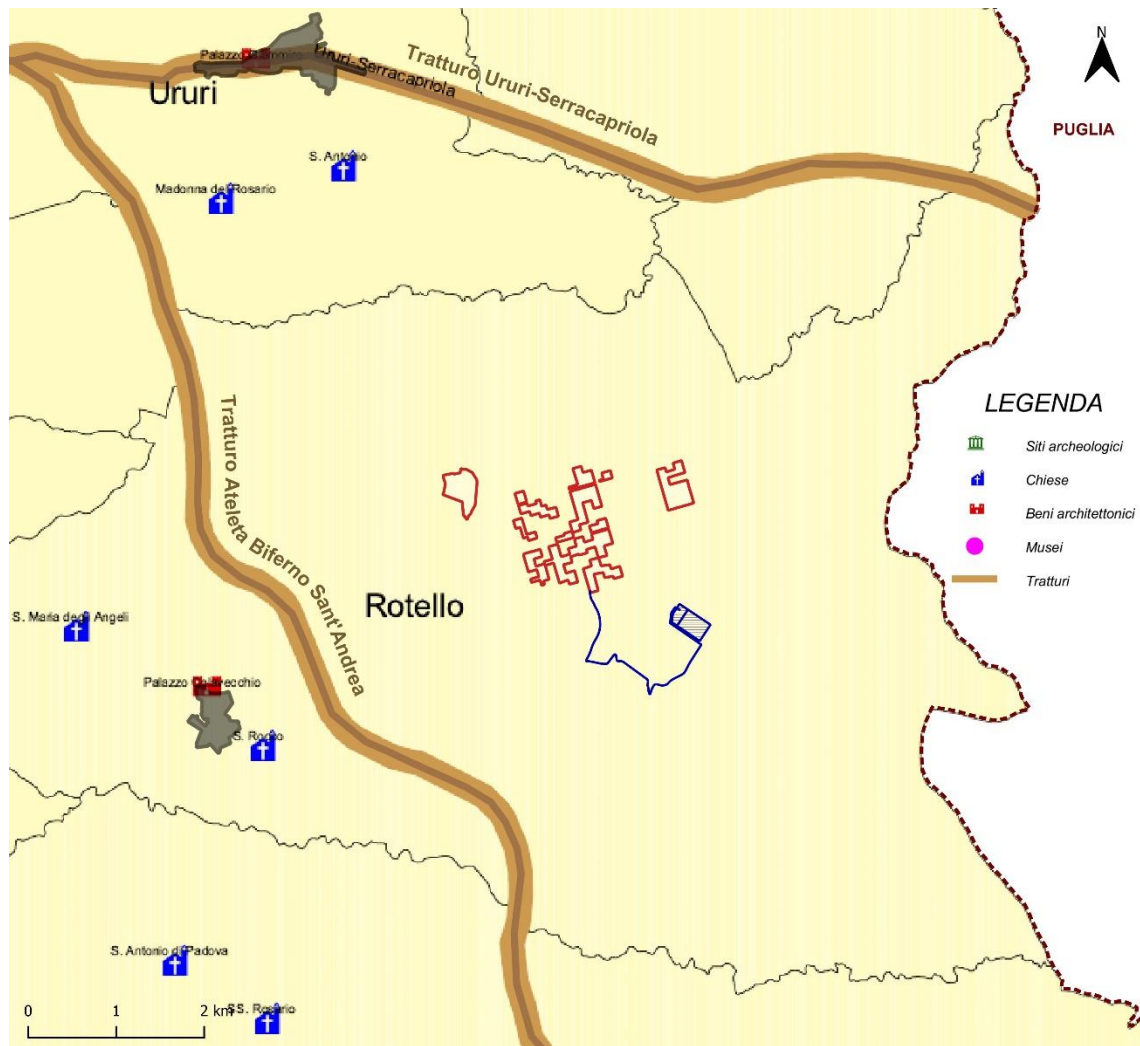 N
PUGLIA
Tratturo Ururi-Serracapriola
Ururi-Serracapriola
Palazzo
Ururi
S. Antonio
Madonna del Rosario
LEGENDA
Siti archeologici
Chiese
Beni architettonici
Musei
Tratturi
Tratturo Ateleta Biferno Sant'Andrea
Rotello
S. Maria degli Angeli
Palazzo
S. Rocco
S. Antonio di Padova
SS. Rosario
0 1 2 km